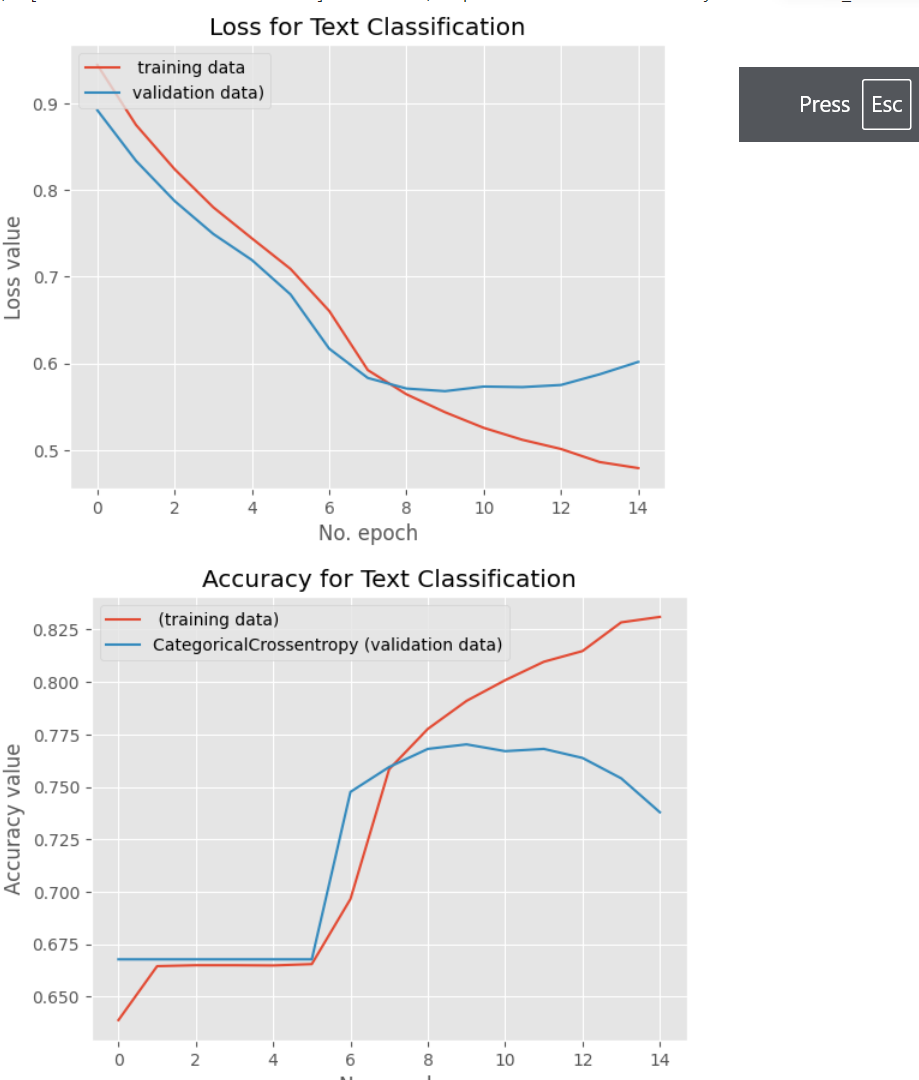 Loss for Text Classification
training data
validation data)
Press Esc
0.9
0.8
0.7
0.6
0.5
Loss value
0 2 4 6 8 10 12 14
No. epoch
Accuracy for Text Classification
(training data)
CategoricalCrossentropy (validation data)
0.825
0.800
0.775
0.750
0.725
0.700
0.675
0.650
Accuracy value
0 2 4 6 8 10 12 14